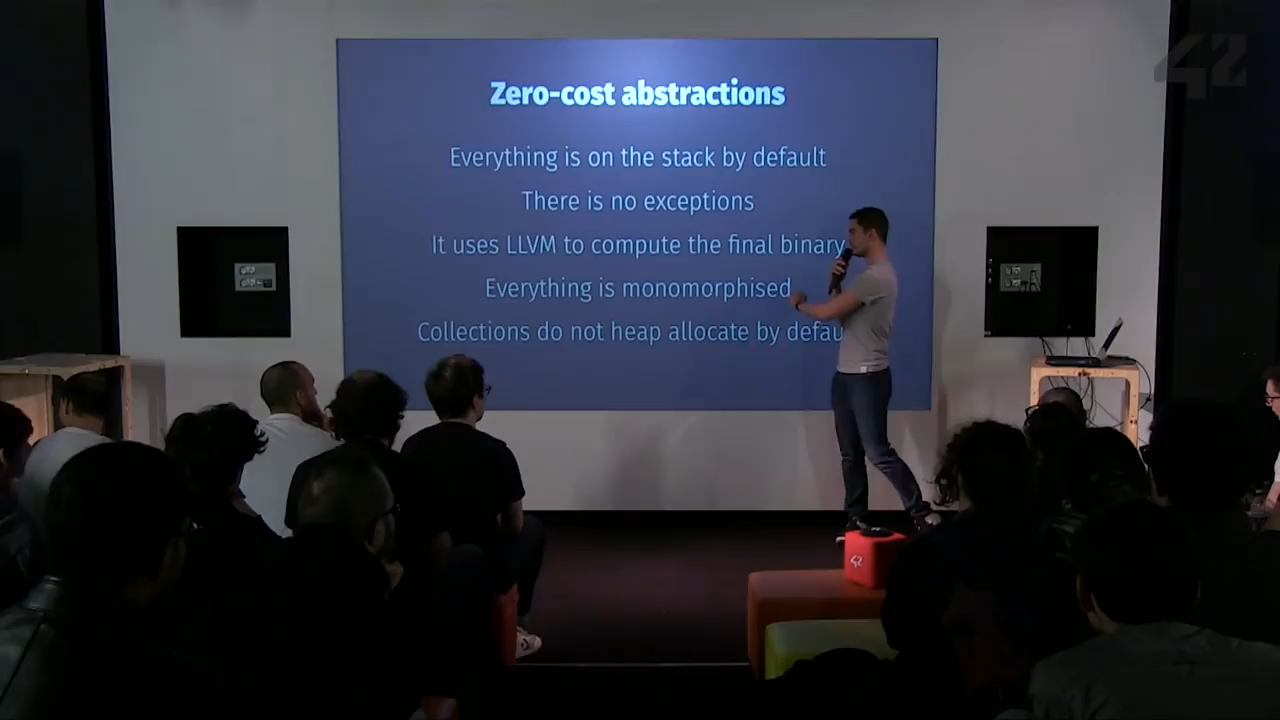 42
Zero-cost abstractions
Everything is on the stack by default
There is no exceptions
It uses LLVM to compute the final binary
Everything is monomorphised
Collections do not heap allocate by defau
42